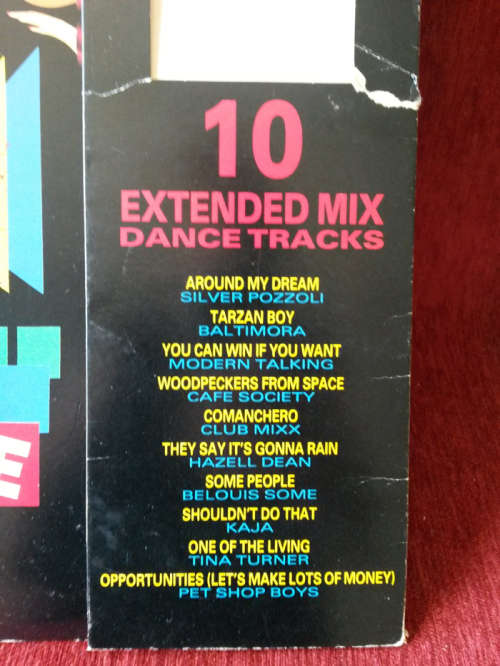 10
EXTENDED MIX
DANCE TRACKS
AROUND MY DREAM
SILVER POZZOLI
TARZAN BOY
BALTIMORA
YOU CAN WIN IF YOU WANT
MODERN TALKING
WOODPECKERS FROM SPACE
CAFE SOCIETY
COMANCHERO
CLUB MIXX
THEY SAY IT'S GONNA RAIN
HAZELL DEAN
SOME PEOPLE
BELOUIS SOME
SHOULDN'T DO THAT
KAJA
ONE OF THE LIVING
TINA TURNER
OPPORTUNITIES (LET'S MAKE LOTS OF MONEY)
PET SHOP BOYS